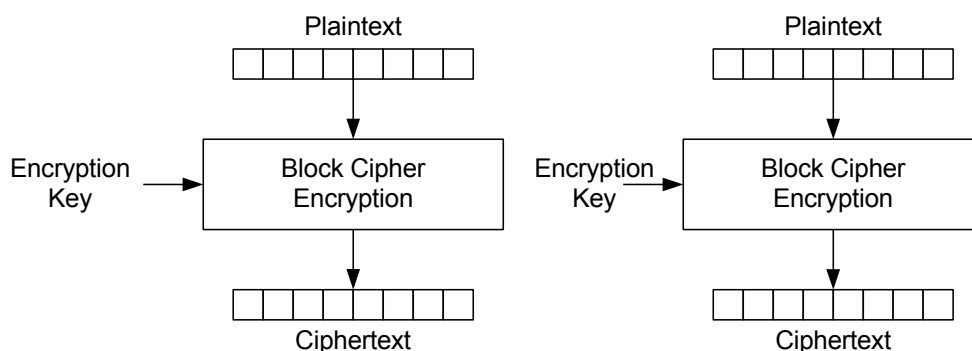 Plaintext
Plaintext
Encryption
Key
Block Cipher
Encryption
Encryption
Key
Block Cipher
Encryption
Ciphertext
Ciphertext